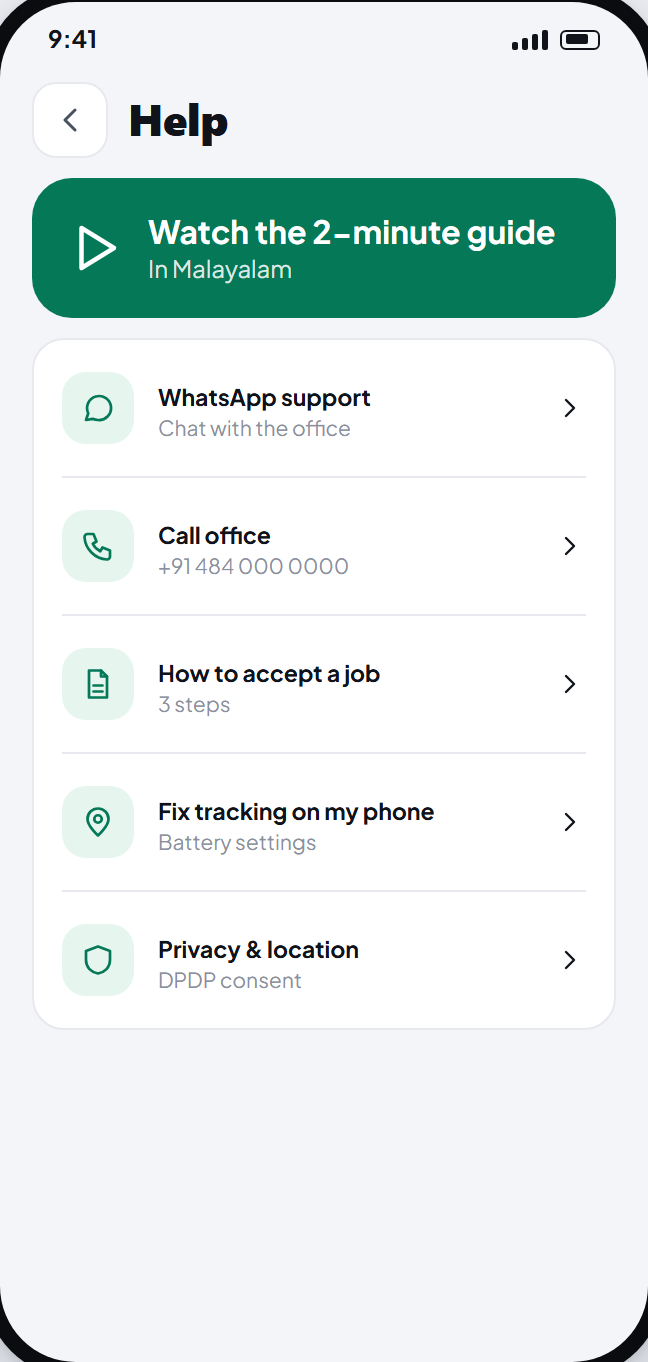 9:41
Help
Watch the 2-minute guide
In Malayalam
WhatsApp support
Chat with the office
Call office
+91 484 000 0000
How to accept a job
3 steps
Fix tracking on my phone
Battery settings
Privacy & location
DPDP consent